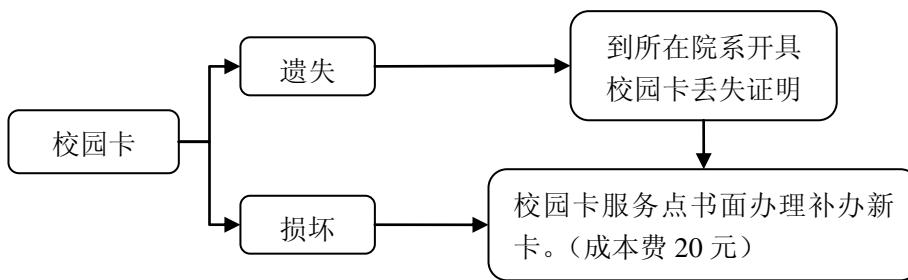 遗失
到所在院系开具
校园卡丢失证明
校园卡
损坏
校园卡服务点书面办理补办新
卡。（成本费 20 元）